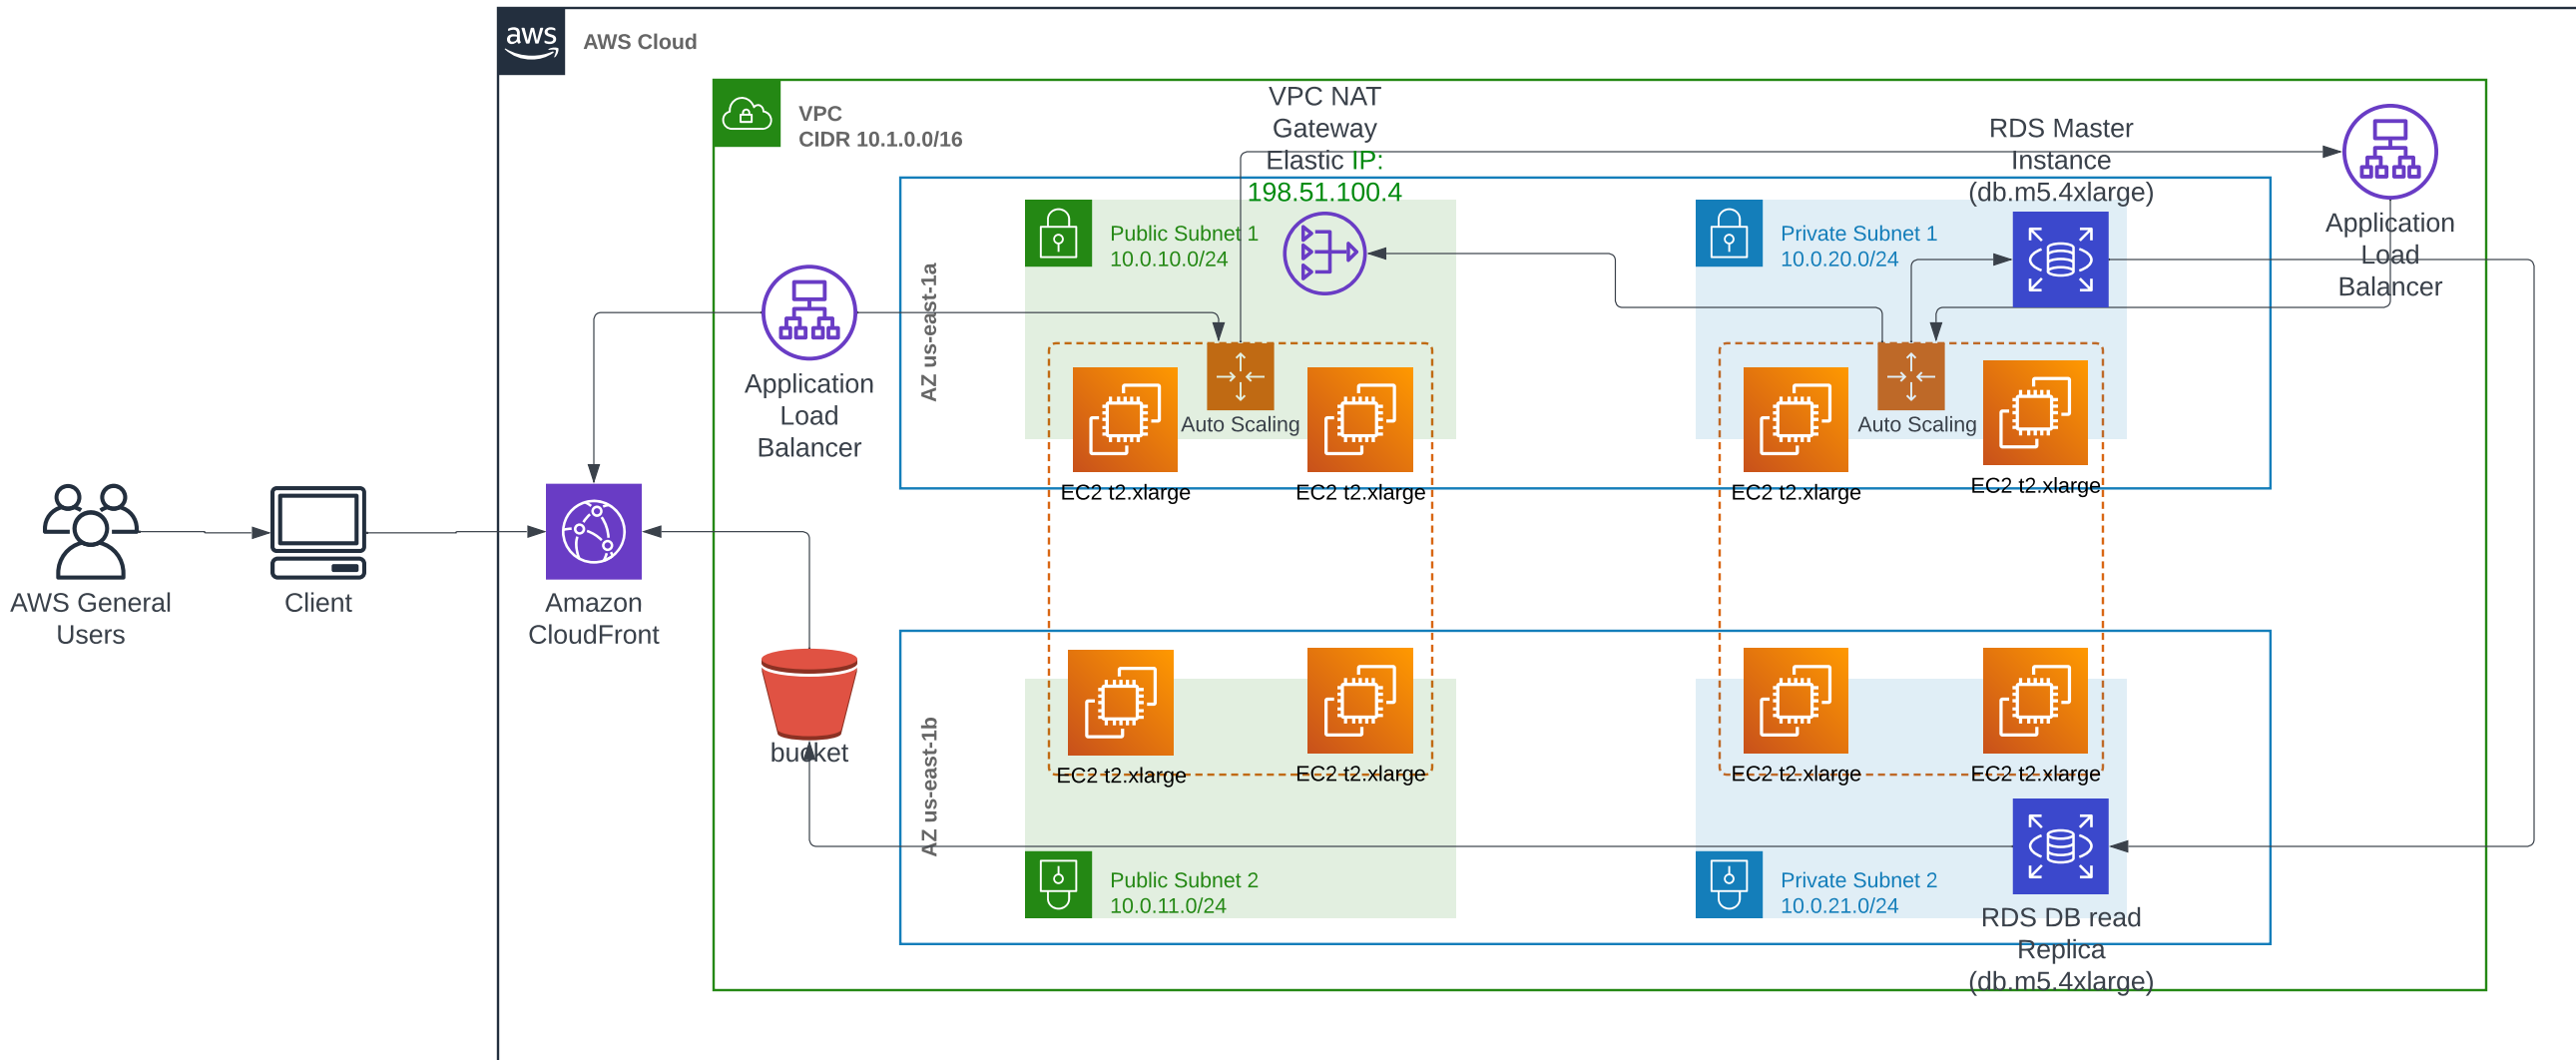 aws
AWS Cloud
VPC
CIDR 10.1.0.0/16
VPC NAT
Gateway
Elastic IP:
198.51.100.4
RDS Master
Instance
(db.m5.4xlarge)
Application
Load
Balancer
AZ us-east-1a
Public Subnet 1
10.0.10.0/24
Private Subnet 1
10.0.20.0/24
Application
Load
Balancer
Auto Scaling
Auto Scaling
EC2 t2.xlarge
EC2 t2.xlarge
EC2 t2.xlarge
EC2 t2.xlarge
AWS General
Users
Client
Amazon
CloudFront
bucket
AZ us-east-1b
EC2 t2.xlarge
EC2 t2.xlarge
EC2 t2.xlarge
EC2 t2.xlarge
Public Subnet 2
10.0.11.0/24
Private Subnet 2
10.0.21.0/24
RDS DB read
Replica
(db.m5.4xlarge)